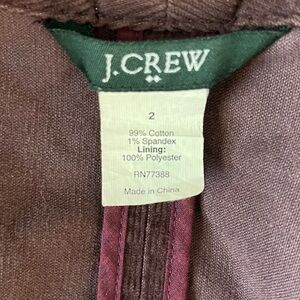 J.CREW
2
99% Cotton
1% Spandex
Lining:
100% Polyester
RN77388
Made in China